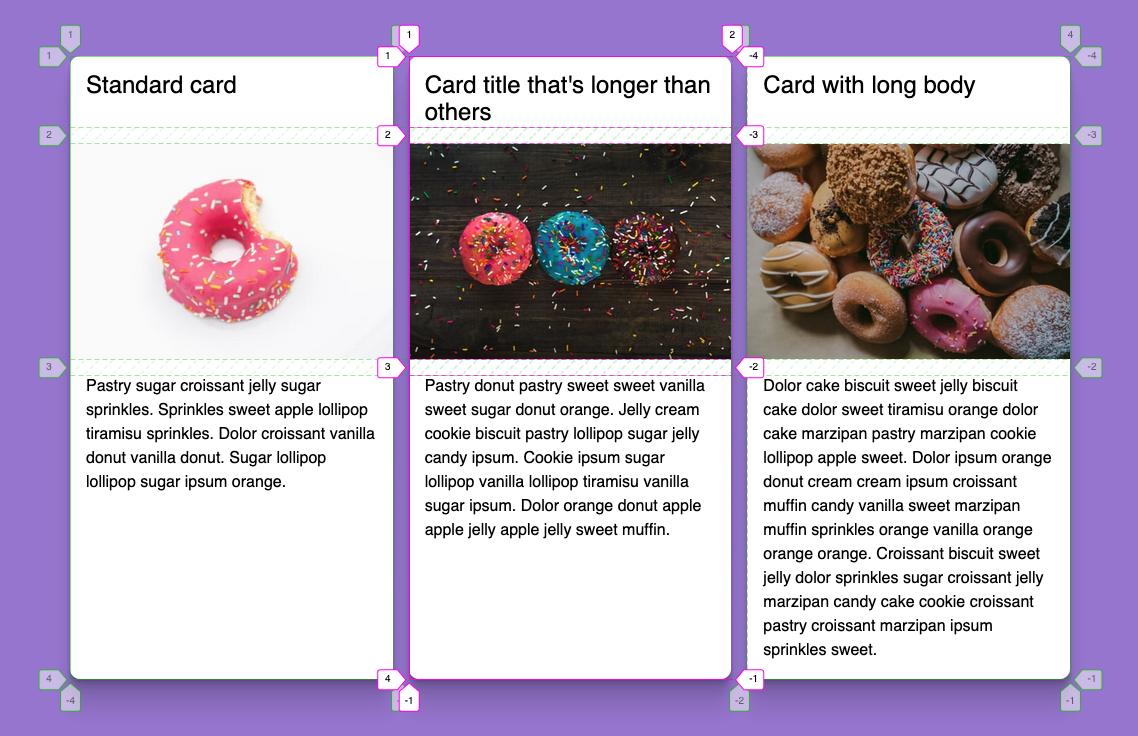 1
1
2
4
1
1
-4
-4
Standard card
Card title that's longer than
others
Card with long body
2
2
-3
-3
3
3
-2
-2
Pastry sugar croissant jelly sugar
sprinkles. Sprinkles sweet apple lollipop
tiramisu sprinkles. Dolor croissant vanilla
donut vanilla donut. Sugar lollipop
lollipop sugar ipsum orange.
Pastry donut pastry sweet sweet vanilla
sweet sugar donut orange. Jelly cream
cookie biscuit pastry lollipop sugar jelly
candy ipsum. Cookie ipsum sugar
lollipop vanilla lollipop tiramisu vanilla
sugar ipsum. Dolor orange donut apple
apple jelly apple jelly sweet muffin.
Dolor cake biscuit sweet jelly biscuit
cake dolor sweet tiramisu orange dolor
cake marzipan pastry marzipan cookie
lollipop apple sweet. Dolor ipsum orange
donut cream cream ipsum croissant
muffin candy vanilla sweet marzipan
muffin sprinkles orange vanilla orange
orange orange. Croissant biscuit sweet
jelly dolor sprinkles sugar croissant jelly
marzipan candy cake cookie croissant
pastry croissant marzipan ipsum
sprinkles sweet.
4
4
-1
-1
-4
-1
-2
-1